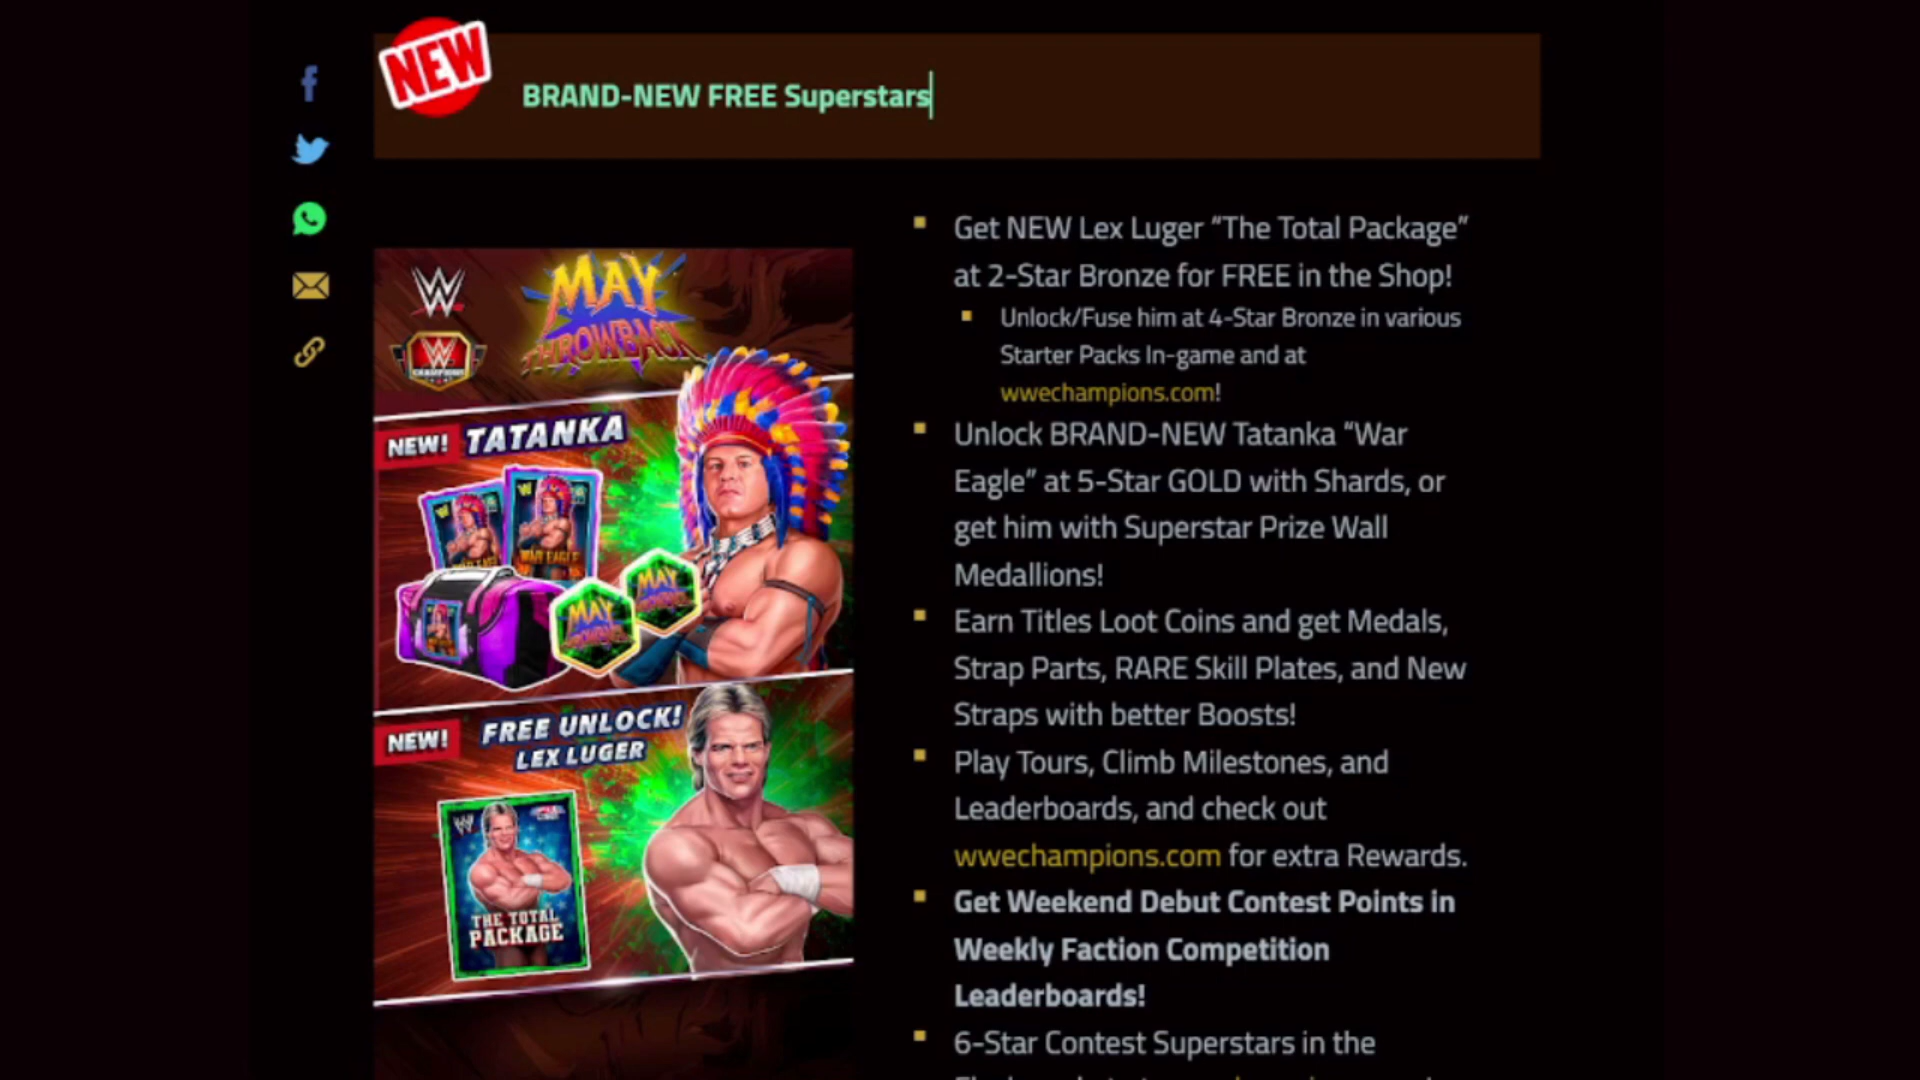 NEW
BRAND-NEW FREE Superstars
Get NEW Lex Luger “The Total Package”
at 2-Star Bronze for FREE in the Shop!
Unlock/Fuse him at 4-Star Bronze in various
Starter Packs In-game and at
wwechampions.com!
Unlock BRAND-NEW Tatanka “War
Eagle” at 5-Star GOLD with Shards, or
get him with Superstar Prize Wall
Medallions!
Earn Titles Loot Coins and get Medals,
Strap Parts, RARE Skill Plates, and New
Straps with better Boosts!
Play Tours, Climb Milestones, and
Leaderboards, and check out
wwechampions.com for extra Rewards.
Get Weekend Debut Contest Points in
Weekly Faction Competition
Leaderboards!
6-Star Contest Superstars in the
MAY
THROWBACK
CHAMPIONS
NEW! TATANKA
WAR EAGLE
WAR EAGLE
MAY
MAY
NEW!
FREE UNLOCK!
LEX LUGER
THE TOTAL
PACKAGE